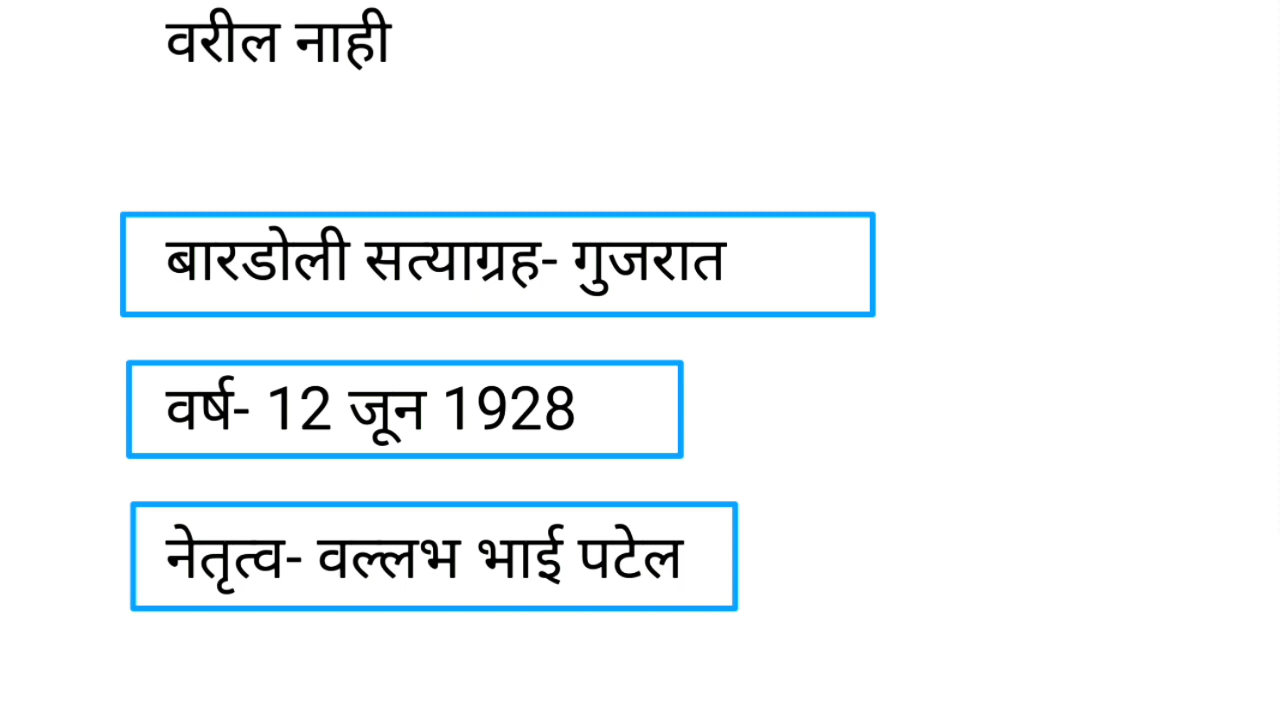 वरील नाही
बारडोली सत्याग्रह- गुजरात
वर्ष- 12 जून 1928
नेतृत्व- वल्लभ भाई पटेल